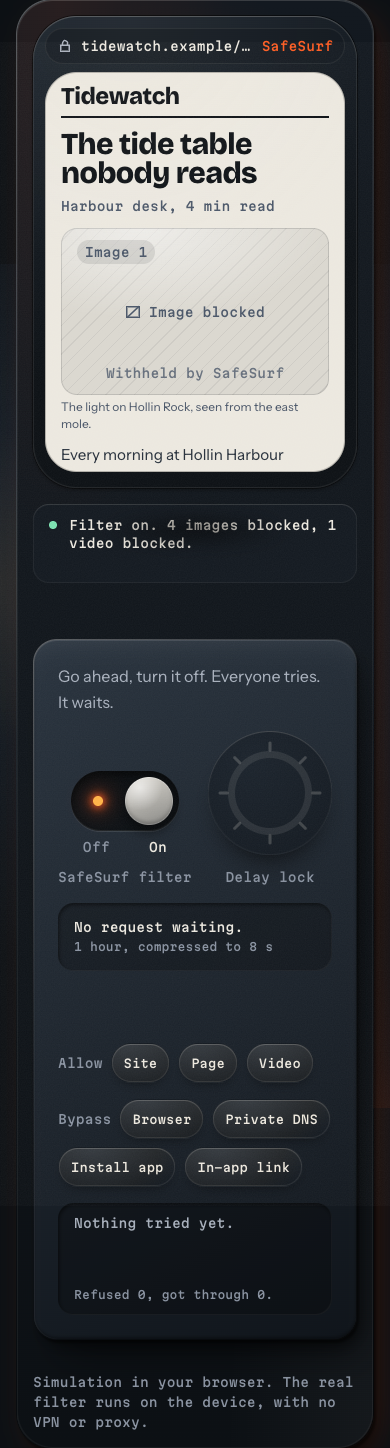 tidewatch.example/… SafeSurf
Tidewatch
The tide table
nobody reads
Harbour desk, 4 min read
Image 1
Image blocked
Withheld by SafeSurf
The light on Hollin Rock, seen from the east
mole.
Every morning at Hollin Harbour
Filter on. 4 images blocked, 1
video blocked.
Go ahead, turn it off. Everyone tries.
It waits.
Off On
SafeSurf filter Delay lock
No request waiting.
1 hour, compressed to 8 s
Allow Site Page Video
Bypass Browser Private DNS
Install app In-app link
Nothing tried yet.
Refused 0, got through 0.
Simulation in your browser. The real
filter runs on the device, with no
VPN or proxy.